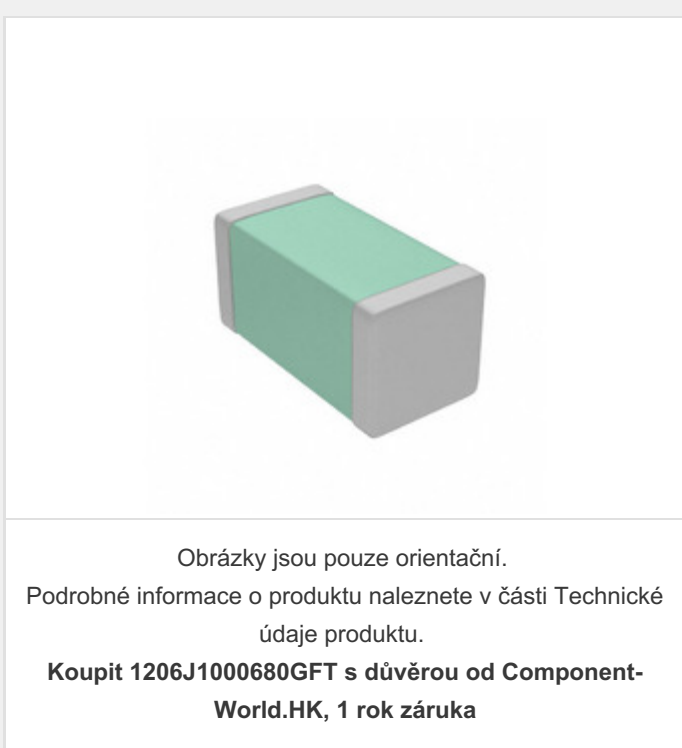 Obrázky jsou pouze orientační.
Podrobné informace o produktu naleznete v části Technické
údaje produktu.
Koupit 1206J1000680GFT s důvěrou od Component-
World.HK, 1 rok záruka